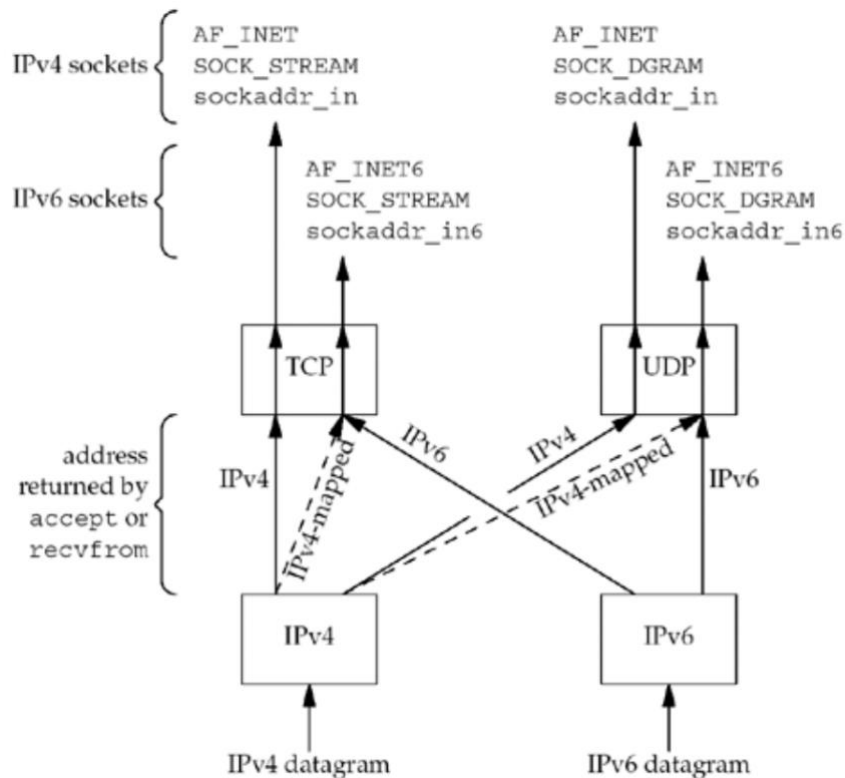 IPv4 sockets
AF_INET
SOCK_STREAM
sockaddr_in
AF_INET
SOCK_DGRAM
sockaddr_in
IPv6 sockets
AF_INET6
SOCK_STREAM
sockaddr_in6
AF_INET6
SOCK_DGRAM
sockaddr_in6
TCP
UDP
address
returned by
accept or
recvfrom
IPv4
IPv4-mapped
IPv6
IPv4
IPv4-mapped
IPv6
IPv4
IPv6
IPv4 datagram
IPv6 datagram